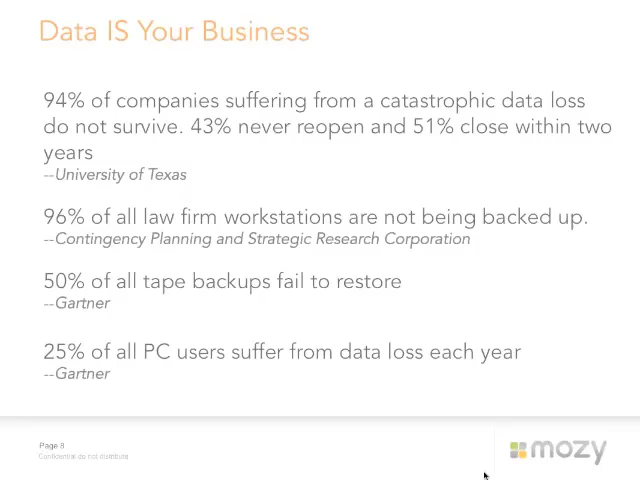 Data IS Your Business
94% of companies suffering from a catastrophic data loss
do not survive. 43% never reopen and 51% close within two
years
--University of Texas
96% of all law firm workstations are not being backed up.
--Contingency Planning and Strategic Research Corporation
50% of all tape backups fail to restore
--Gartner
25% of all PC users suffer from data loss each year
--Gartner
Page 8
Confidential do not distribute
mozy